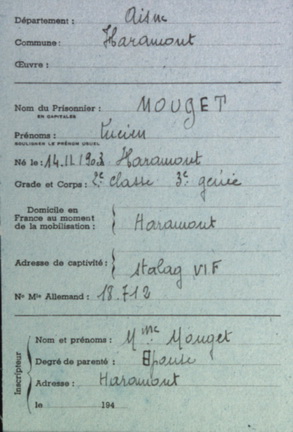 Département : Aisne
Commune : Haramont
Œuvre :
Nom du Prisonnier : MOUGET
EN CAPITALES
Prénoms : Lucien
SOULIGNER LE PRÉNOM USUEL
Né le : 14.11.1903 Haramont
Grade et Corps : 2e classe 3e génie
Domicile en
France au moment
de la mobilisation : Haramont
Adresse de captivité : Stalag VI F
No Mle Allemand : 18.713
Inscripteur
Nom et prénoms : Mme Mouget
Degré de parenté : Epouse
Adresse : Haramont
le 194